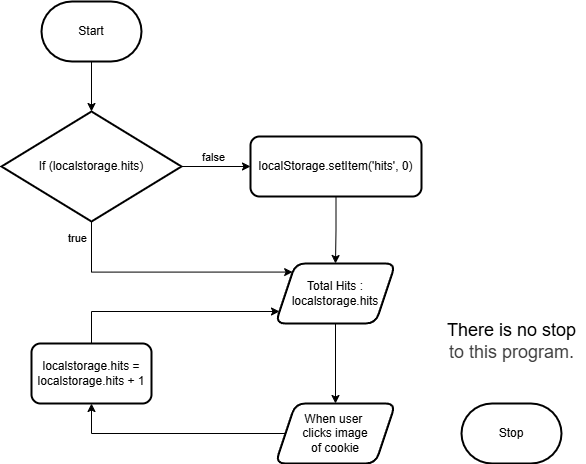 Start
If (localstorage.hits)
false
localStorage.setItem('hits', 0)
true
Total Hits :
localstorage.hits
There is no stop
to this program.
localstorage.hits =
localstorage.hits + 1
When user
clicks image
of cookie
Stop